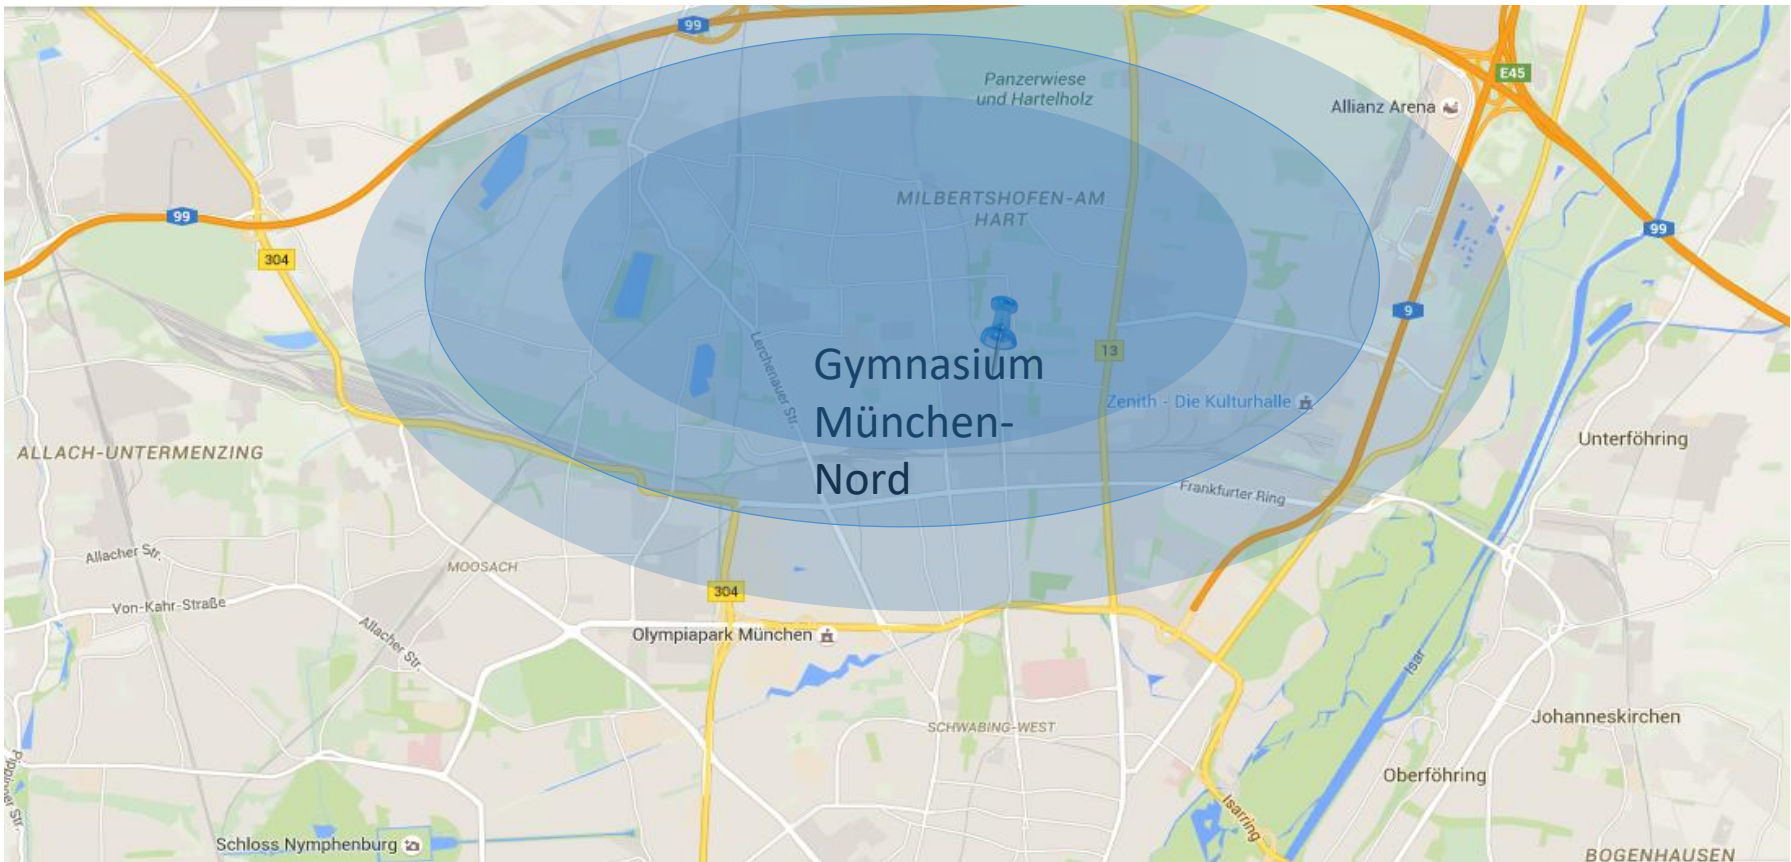 99
Panzerwiese
und Hartelholz
E45
Allianz Arena
MILBERTSHOFEN-AM
HART
99
99
304
9
Lerchenauer Str.
13
Gymnasium
München-
Nord
Zenith - Die Kulturhalle
Unterföhring
ALLACH-UNTERMENZING
Frankfurter Ring
Allacher Str.
MOOSACH
304
Von-Kahr-Straße
Allacher Str.
Olympiapark München
Isar
SCHWABING-WEST
Johanneskirchen
Oberföhring
Isarring
Schloss Nymphenburg
BOGENHAUSEN